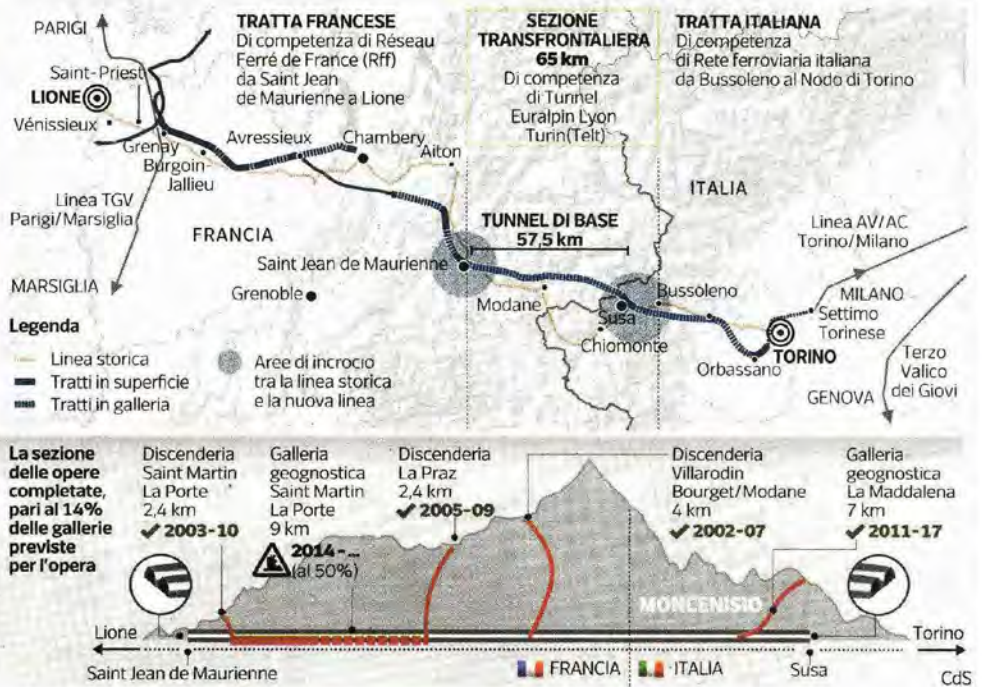 PARIGI
Saint-Priest
LIONE
Vénissieux
Grenay
Burgoin-
Jallieu
Avressieux
Chambery
Aiton
Linea TGV
Parigi/Marsiglia
MARSIGLIA
TRATTA FRANCESE
Di competenza di Réseau
Ferré de France (Rff)
da Saint Jean
de Maurienne a Lione
SEZIONE
TRANSFRONTALIERA
65 km
Di competenza
di Tunnel
Euralpin Lyon
Turin(Telt)
TRATTA ITALIANA
Di competenza
di Rete ferroviaria italiana
da Bussoleno al Nodo di Torino
FRANCIA
ITALIA
TUNNEL DI BASE
57,5 km
Saint Jean de Maurienne
Grenoble
Modane
Susa
Chiomonte
Bussoleno
Orbassano
TORINO
Linea AV/AC
Torino/Milano
MILANO
Settimo
Torinese
GENOVA
Terzo
Valico
dei Giovi
Legenda
Linea storica
Tratti in superficie
Tratti in galleria
Aree di incrocio
tra la linea storica
e la nuova linea
La sezione
delle opere
completate,
pari al 14%
delle gallerie
previste
per l'opera
Discenderia
Saint Martin
La Porte
2,4 km
✔ 2003-10
Galleria
geognostica
Saint Martin
La Porte
9 km
2014-...
(al 50%)
Discenderia
La Praz
2,4 km
✔ 2005-09
Discenderia
Villarodin
Bourget/Modane
4 km
✔ 2002-07
Galleria
geognostica
La Maddalena
7 km
✔ 2011-17
MONCENISIO
Lione
Torino
Saint Jean de Maurienne
FRANCIA
ITALIA
Susa
CdS